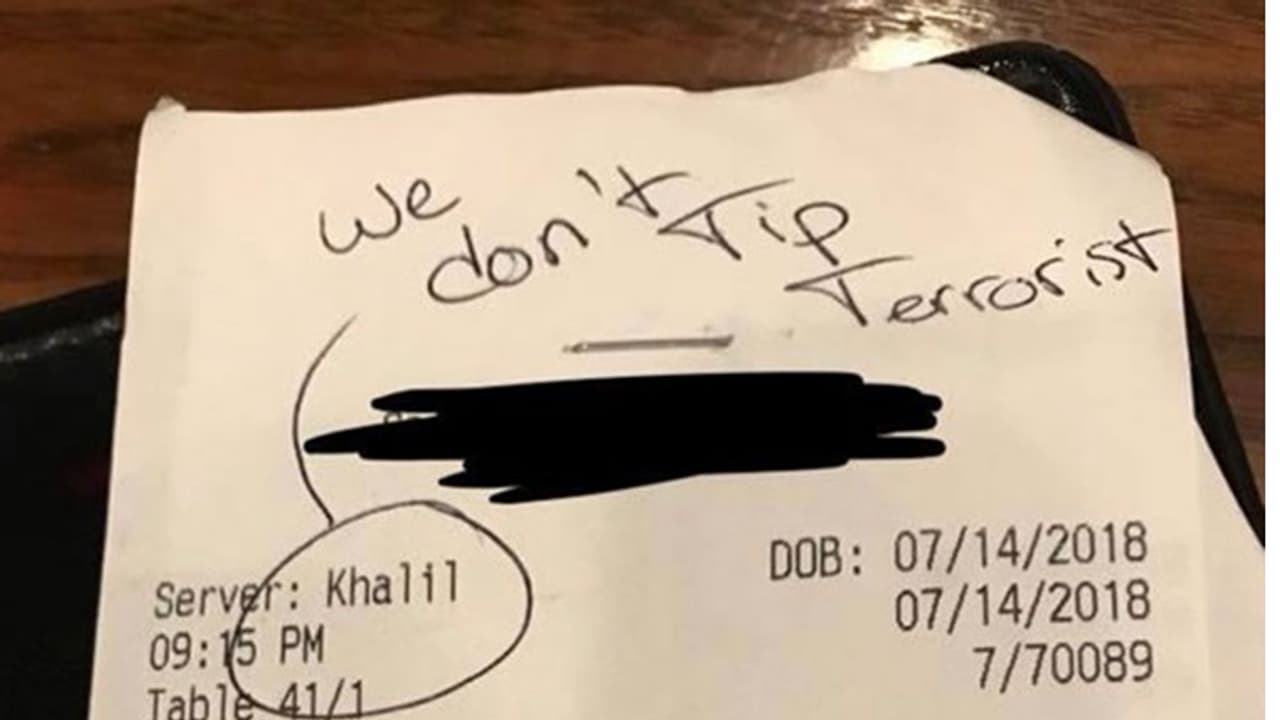 We
don't Tip
Terrorist
Server: Khalil
09:15 PM
Table 41/1
DOB: 07/14/2018
07/14/2018
7/70089